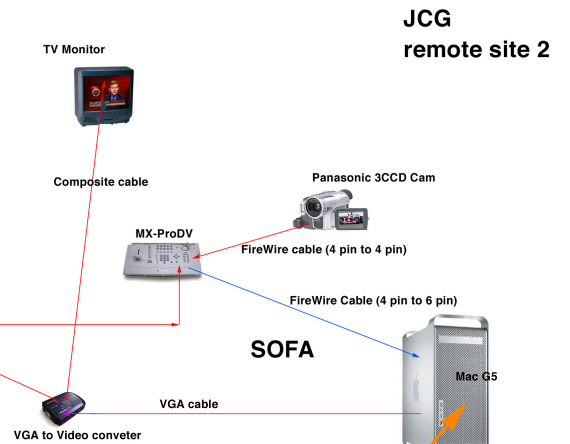 JCG
remote site 2
TV Monitor
Composite cable
Panasonic 3CCD Cam
MX-ProDV
FireWire cable (4 pin to 4 pin)
FireWire Cable (4 pin to 6 pin)
SOFA
Mac G5
VGA cable
VGA to Video conveter